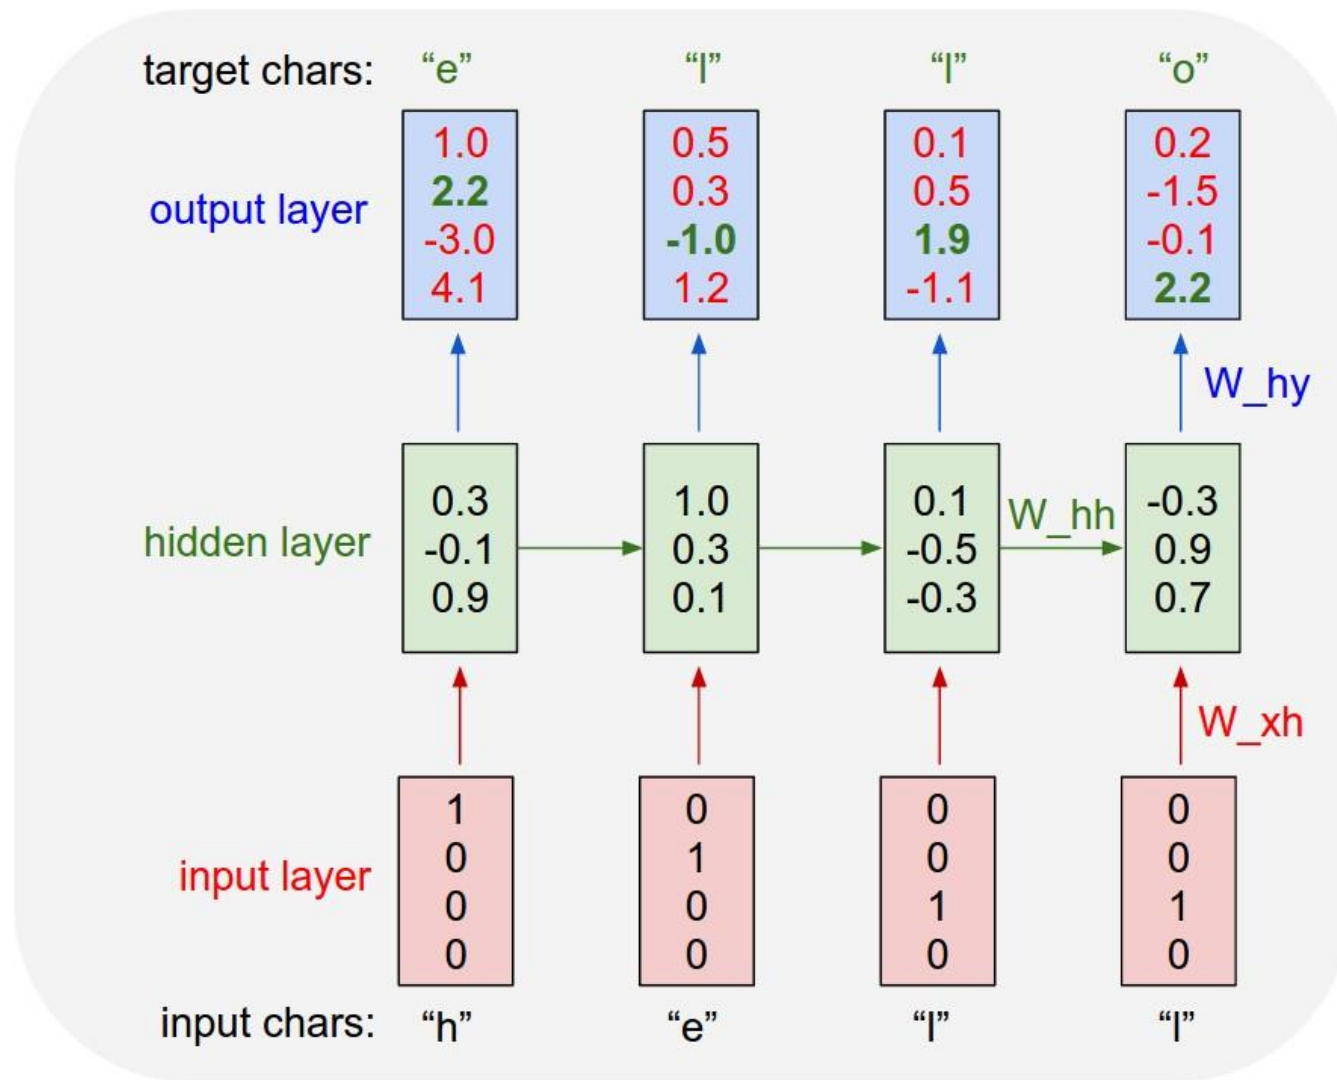 target chars: “e” “l” “l” “o”
output layer
1.0 0.5 0.1 0.2
2.2 0.3 0.5 -1.5
-3.0 -1.0 1.9 -0.1
4.1 1.2 -1.1 2.2
W_hy
hidden layer
0.3 1.0 0.1 -0.3
-0.1 0.3 -0.5 0.9
0.9 0.1 -0.3 0.7
W_hh
W_xh
input layer
1 0 0 0
0 1 0 0
0 0 1 1
0 0 0 0
input chars: “h” “e” “l” “l”